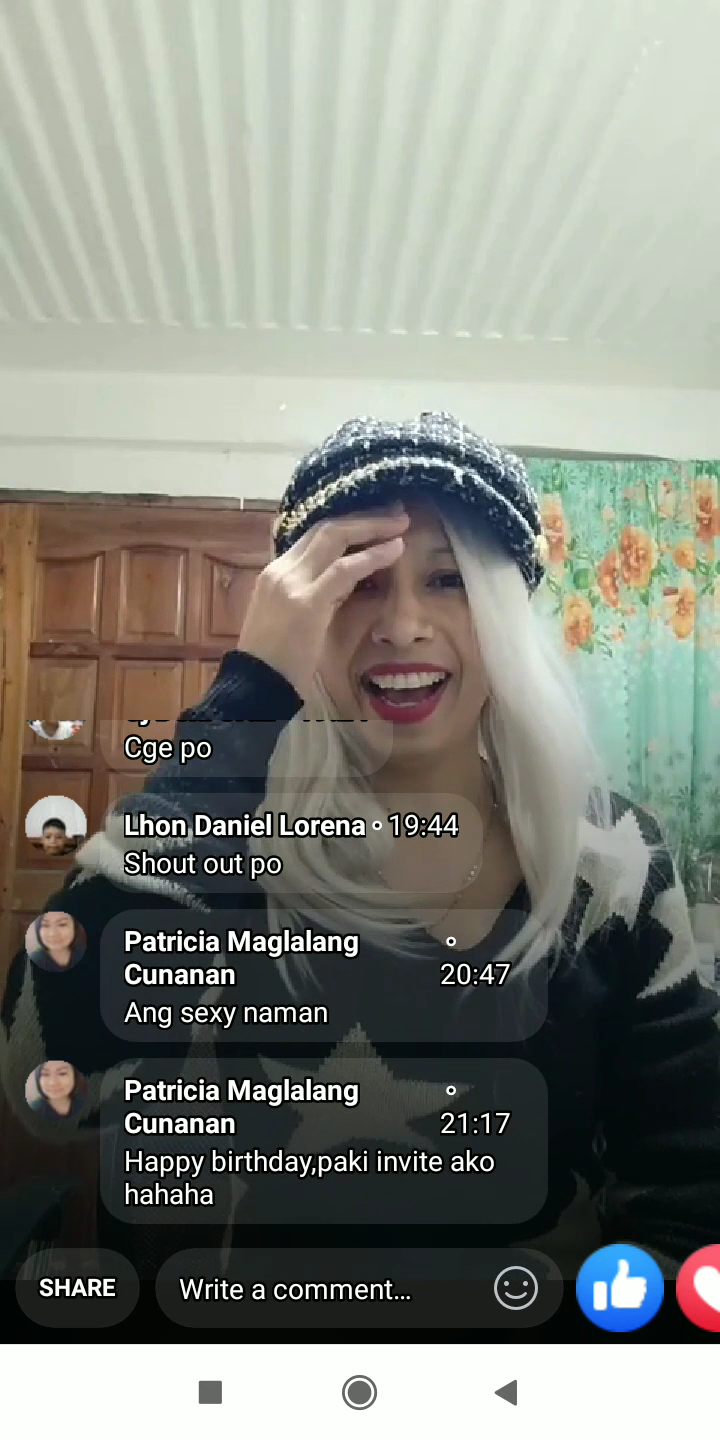 Cge po
Lhon Daniel Lorena ∘ 19:44
Shout out po
Patricia Maglalang
Cunanan ∘ 20:47
Ang sexy naman
Patricia Maglalang
Cunanan ∘ 21:17
Happy birthday,paki invite ako
hahaha
SHARE
Write a comment...